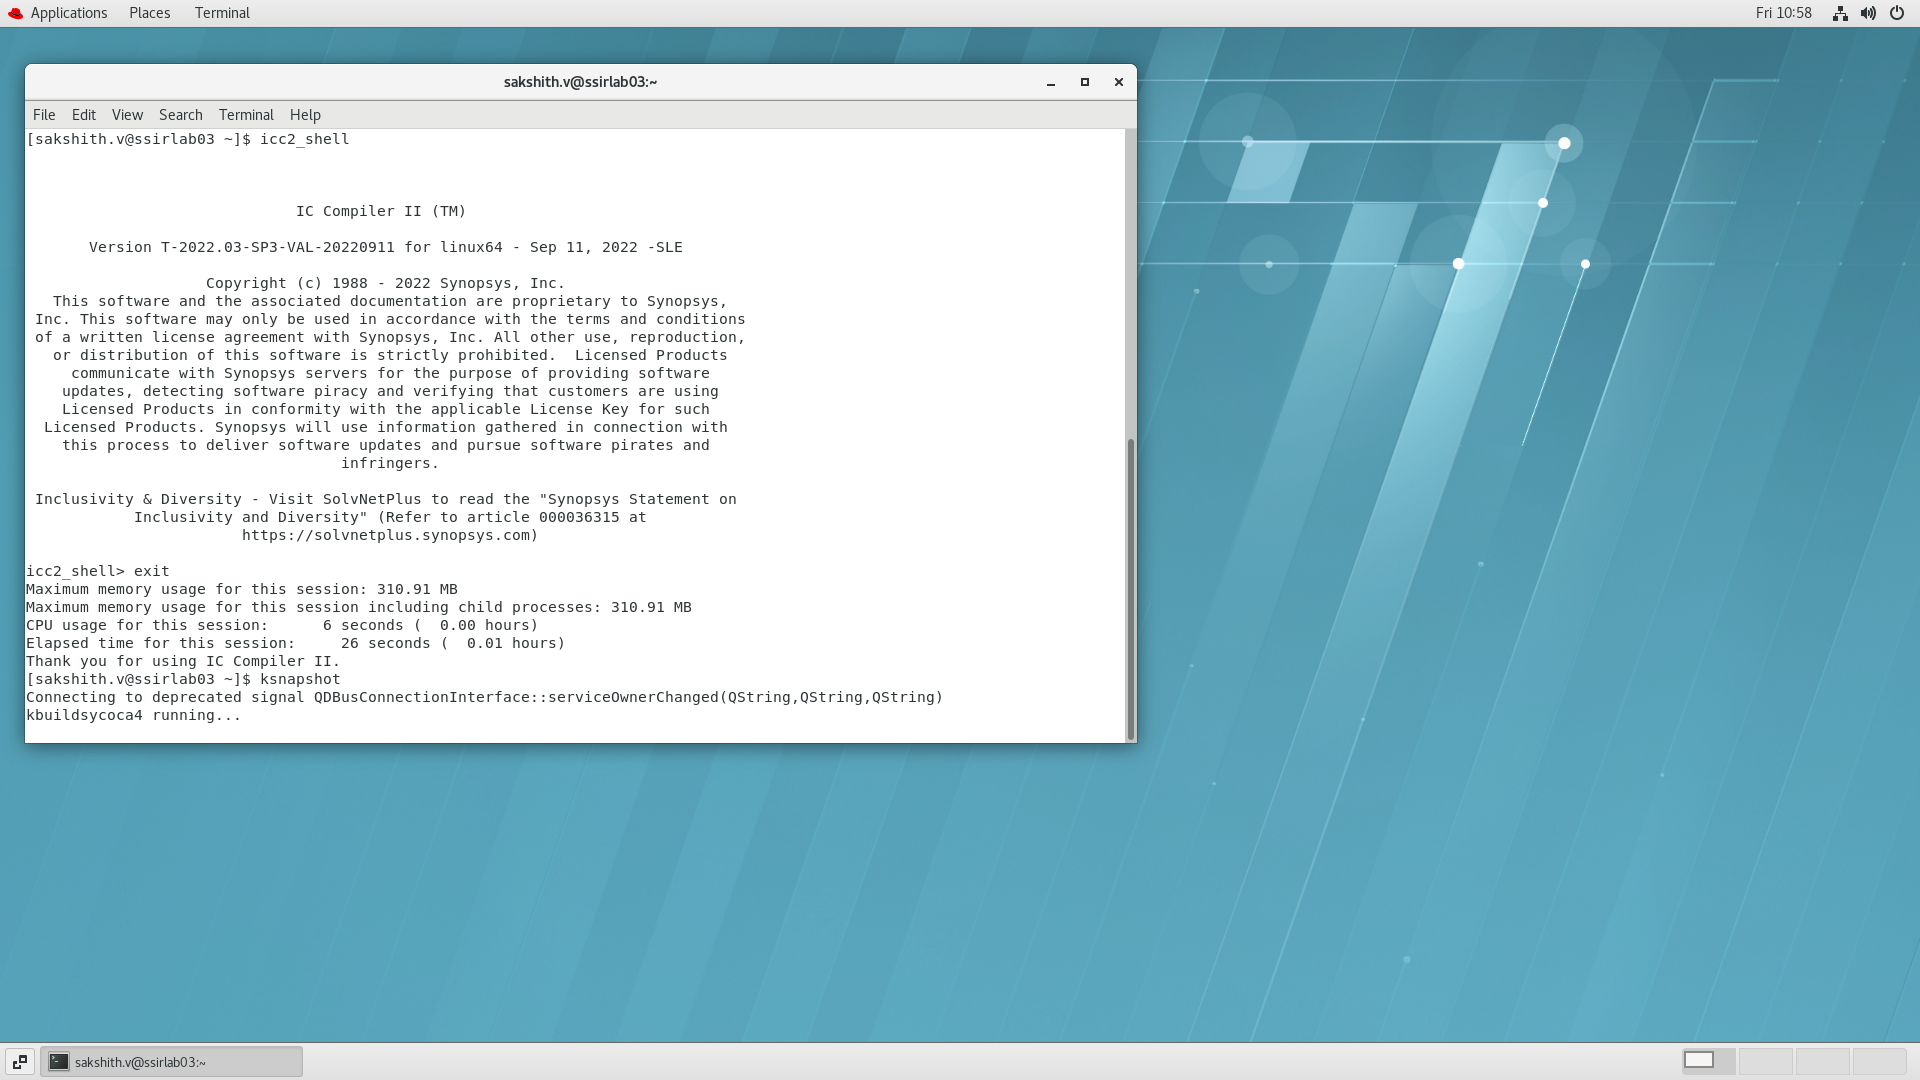 Applications Places Terminal Fri 10:58
sakshith.v@ssirlab03:~
File Edit View Search Terminal Help
[sakshith.v@ssirlab03 ~]$ icc2_shell
IC Compiler II (TM)
Version T-2022.03-SP3-VAL-20220911 for linux64 - Sep 11, 2022 -SLE
Copyright (c) 1988 - 2022 Synopsys, Inc.
This software and the associated documentation are proprietary to Synopsys,
Inc. This software may only be used in accordance with the terms and conditions
of a written license agreement with Synopsys, Inc. All other use, reproduction,
or distribution of this software is strictly prohibited.  Licensed Products
communicate with Synopsys servers for the purpose of providing software
updates, detecting software piracy and verifying that customers are using
Licensed Products in conformity with the applicable License Key for such
Licensed Products. Synopsys will use information gathered in connection with
this process to deliver software updates and pursue software pirates and
infringers.
Inclusivity & Diversity - Visit SolvNetPlus to read the "Synopsys Statement on
Inclusivity and Diversity" (Refer to article 000036315 at
https://solvnetplus.synopsys.com)
icc2_shell> exit
Maximum memory usage for this session: 310.91 MB
Maximum memory usage for this session including child processes: 310.91 MB
CPU usage for this session:      6 seconds (  0.00 hours)
Elapsed time for this session:     26 seconds (  0.01 hours)
Thank you for using IC Compiler II.
[sakshith.v@ssirlab03 ~]$ ksnapshot
Connecting to deprecated signal QDBusConnectionInterface::serviceOwnerChanged(QString,QString,QString)
kbuildsycoca4 running...
sakshith.v@ssirlab03:~